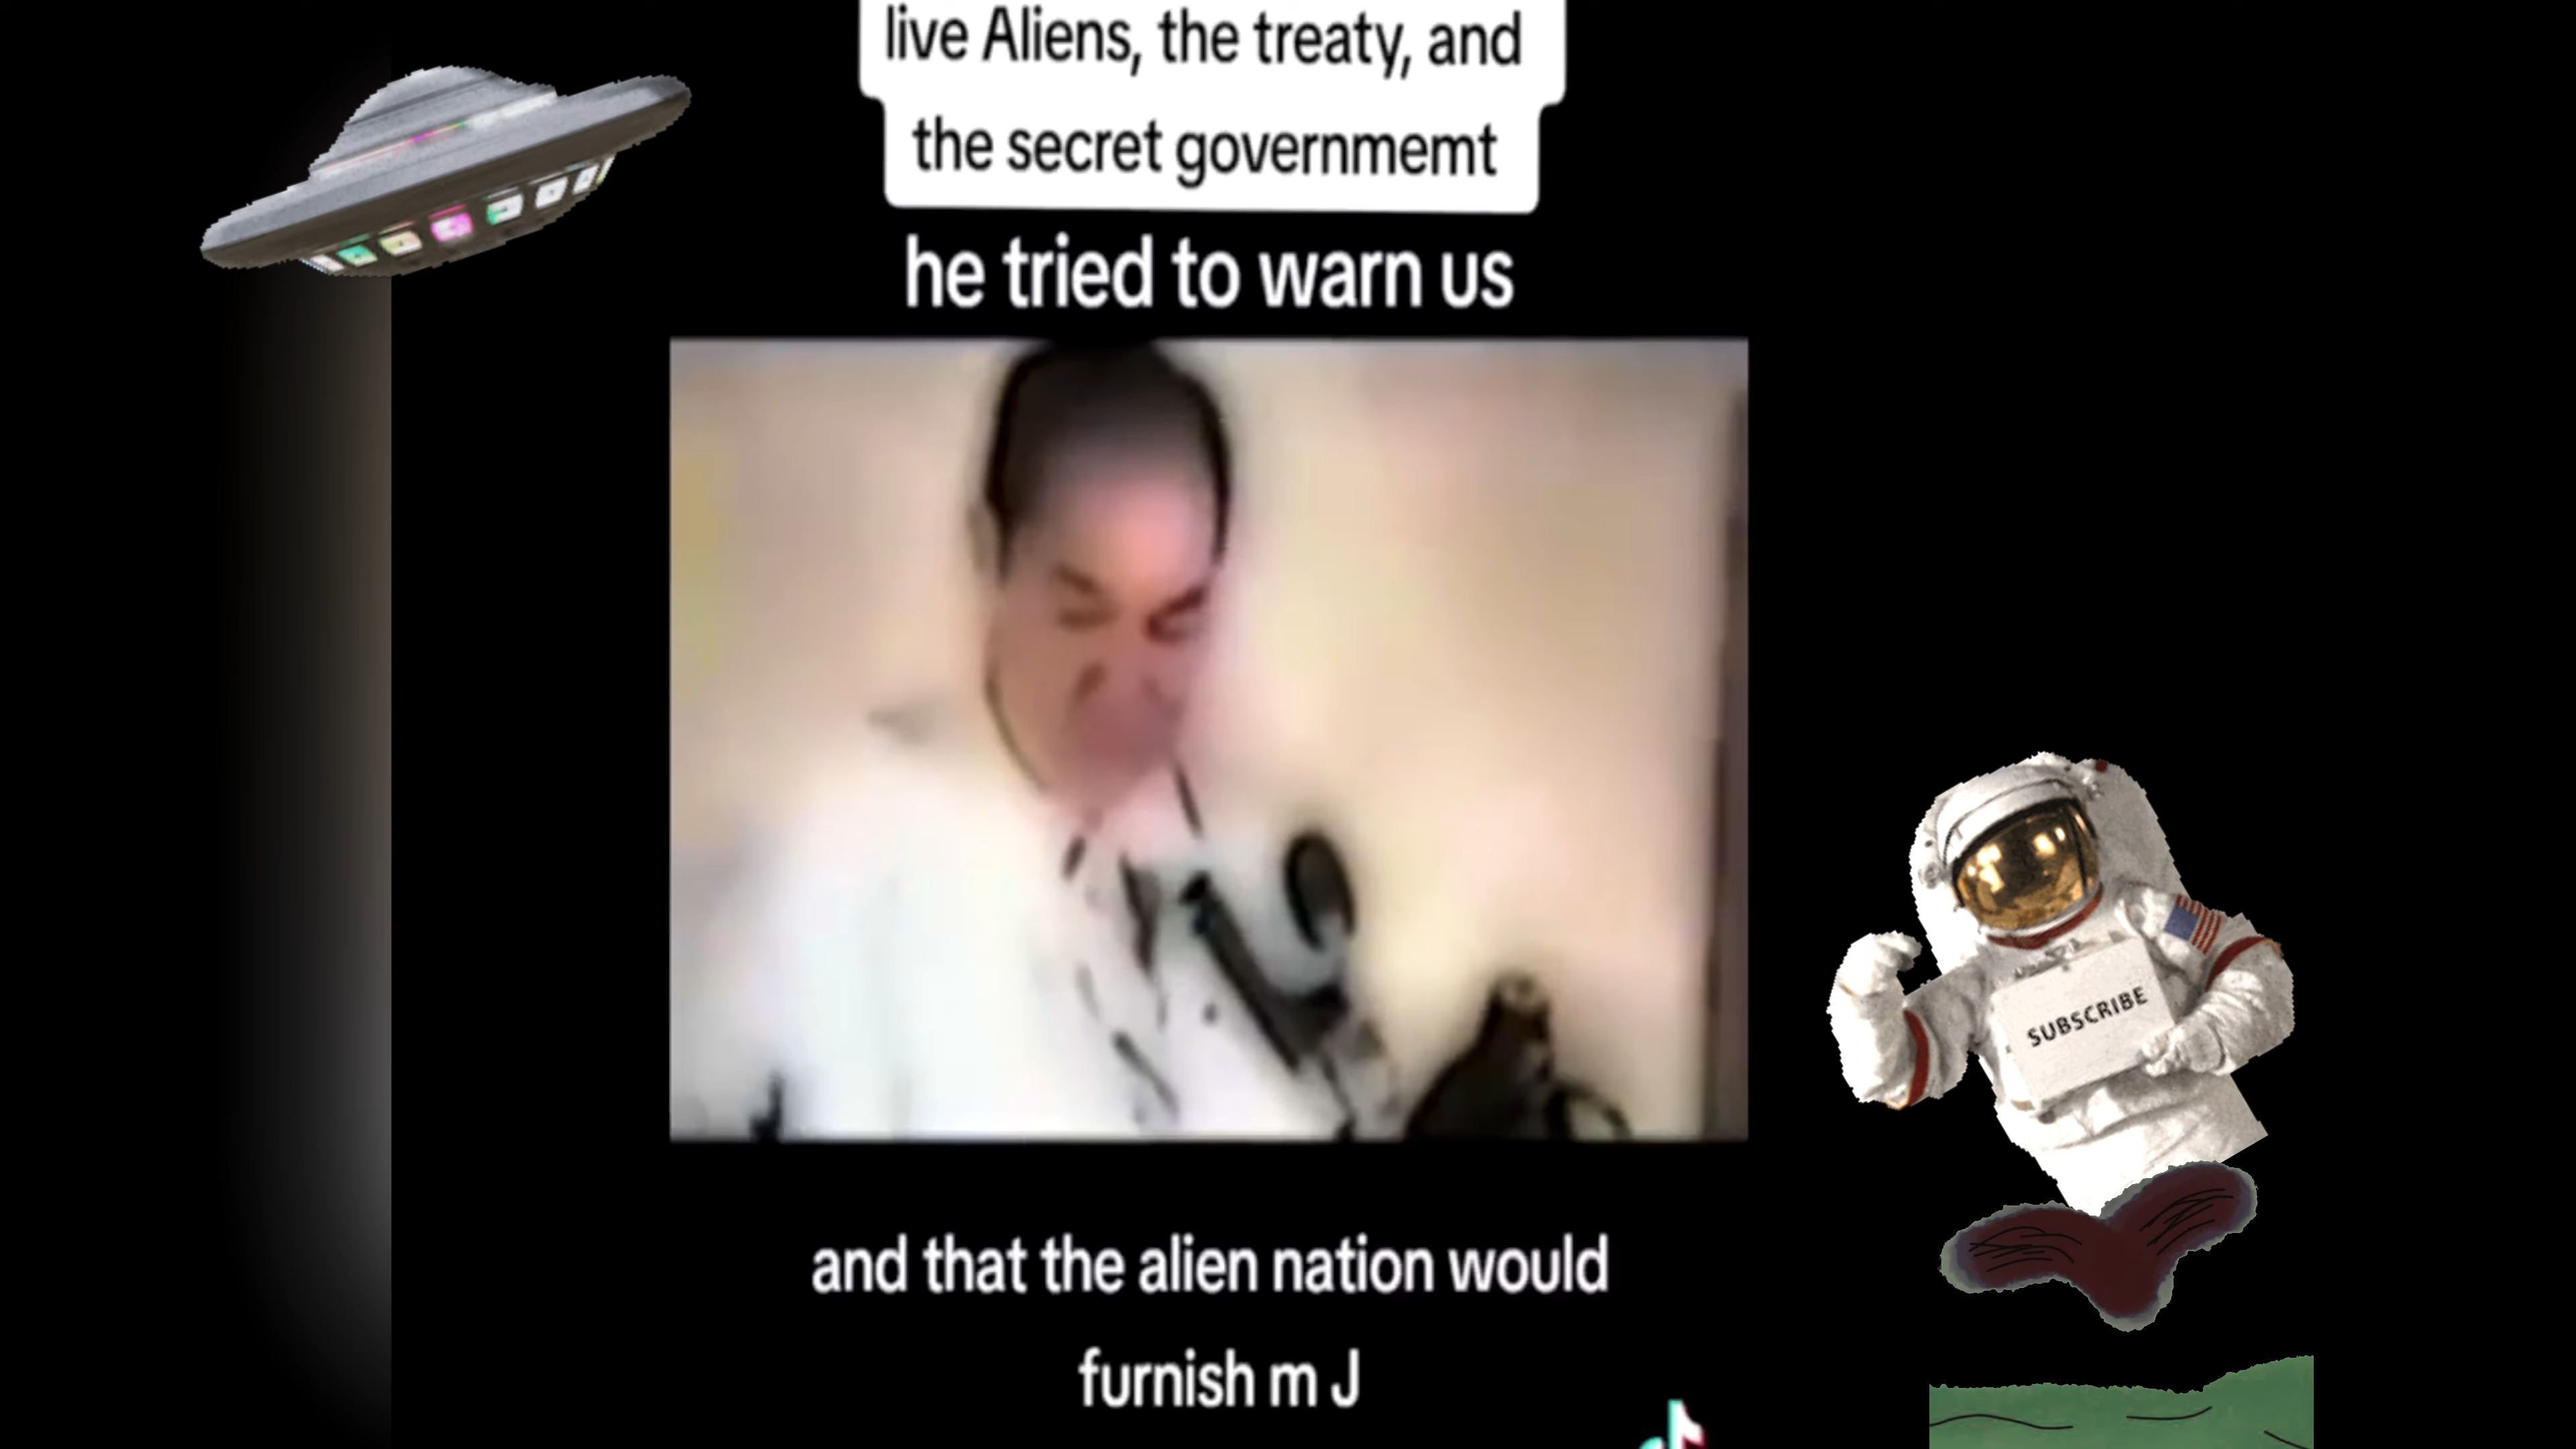 live Aliens, the treaty, and
the secret governmemt
he tried to warn us
SUBSCRIBE
and that the alien nation would
furnish m J